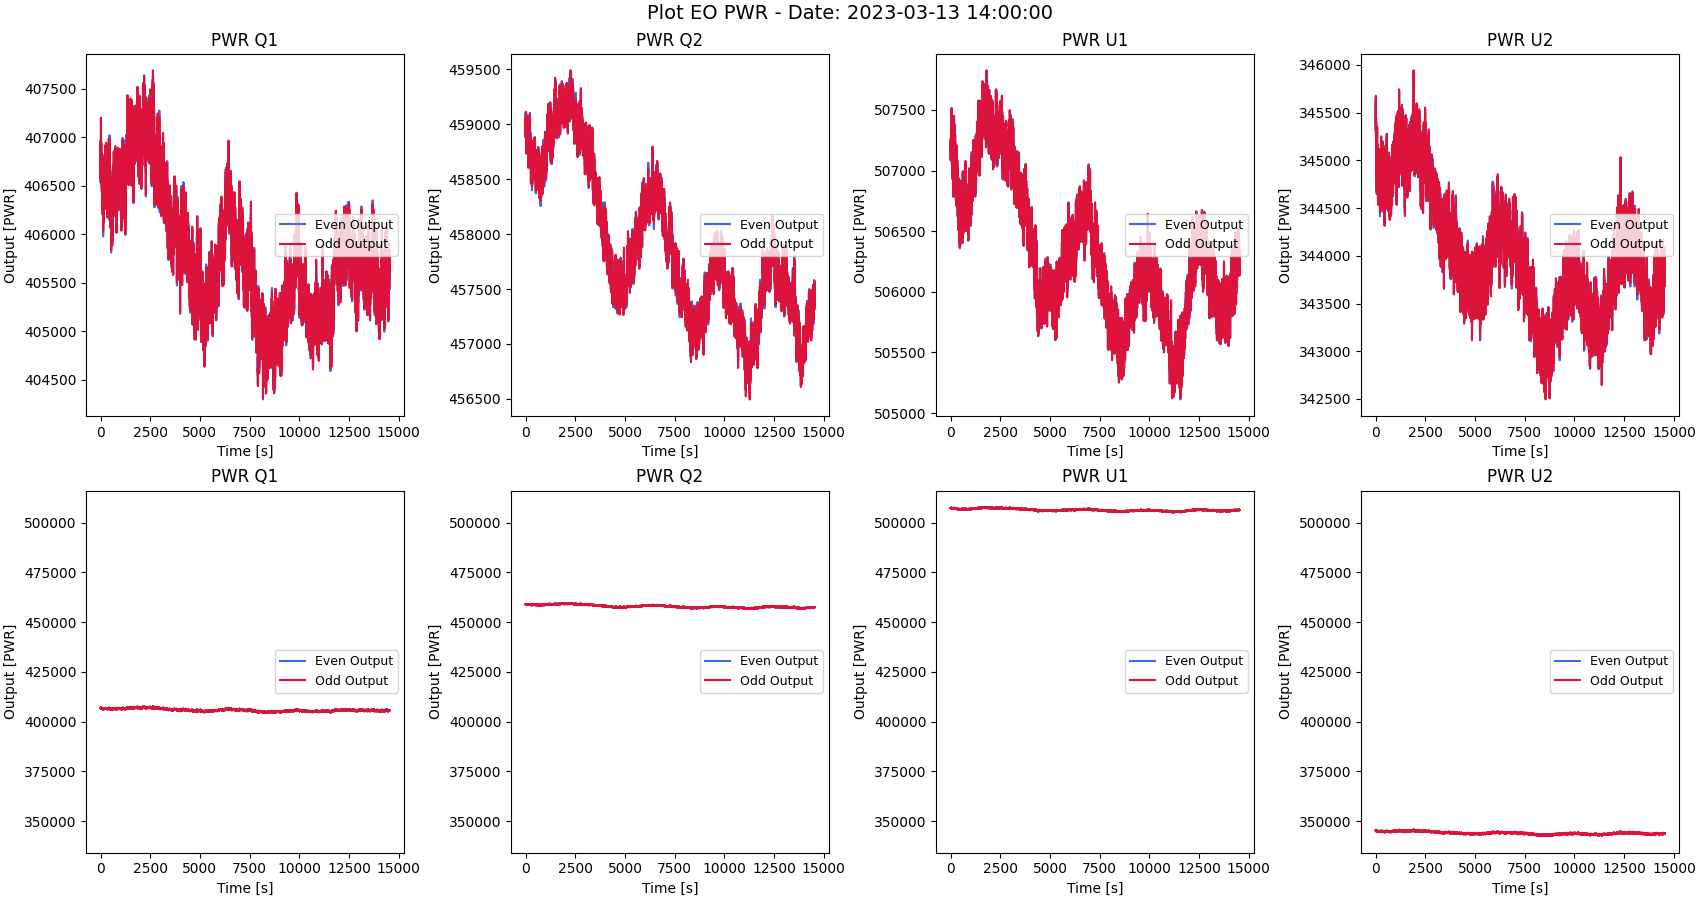 Plot EO PWR - Date: 2023-03-13 14:00:00
PWR Q1
Output [PWR]
407500
407000
406500
406000
405500
405000
404500
Even Output
Odd Output
0 2500 5000 7500 10000 12500 15000
Time [s]
PWR Q2
Output [PWR]
459500
459000
458500
458000
457500
457000
456500
Even Output
Odd Output
0 2500 5000 7500 10000 12500 15000
Time [s]
PWR U1
Output [PWR]
507500
507000
506500
506000
505500
505000
Even Output
Odd Output
0 2500 5000 7500 10000 12500 15000
Time [s]
PWR U2
Output [PWR]
346000
345500
345000
344500
344000
343500
343000
342500
Even Output
Odd Output
0 2500 5000 7500 10000 12500 15000
Time [s]
PWR Q1
Output [PWR]
500000
475000
450000
425000
400000
375000
350000
Even Output
Odd Output
0 2500 5000 7500 10000 12500 15000
Time [s]
PWR Q2
Output [PWR]
500000
475000
450000
425000
400000
375000
350000
Even Output
Odd Output
0 2500 5000 7500 10000 12500 15000
Time [s]
PWR U1
Output [PWR]
500000
475000
450000
425000
400000
375000
350000
Even Output
Odd Output
0 2500 5000 7500 10000 12500 15000
Time [s]
PWR U2
Output [PWR]
500000
475000
450000
425000
400000
375000
350000
Even Output
Odd Output
0 2500 5000 7500 10000 12500 15000
Time [s]